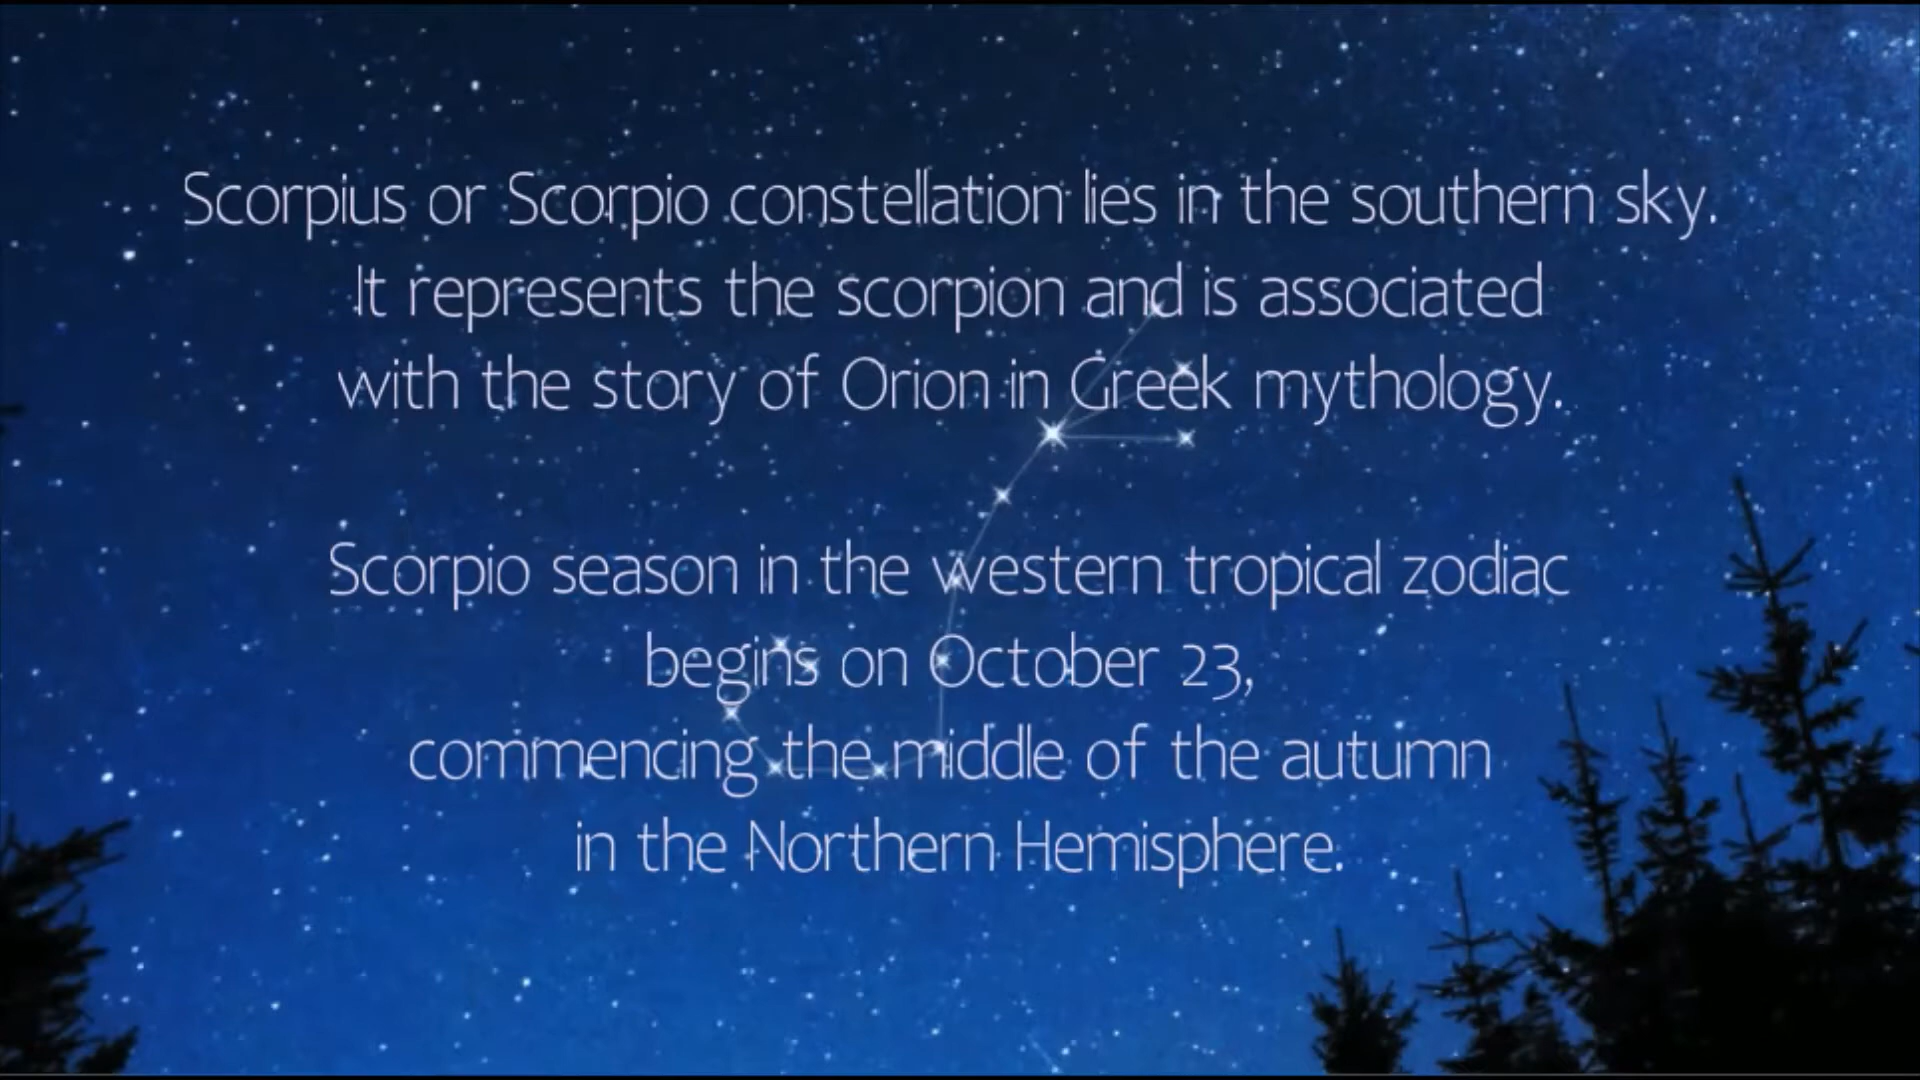 Scorpius or Scorpio constellation lies in the southern sky.
It represents the scorpion and is associated
with the story of Orion in Greek mythology.
Scorpio season in the western tropical zodiac
begins on October 23,
commencing the middle of the autumn
in the Northern Hemisphere.